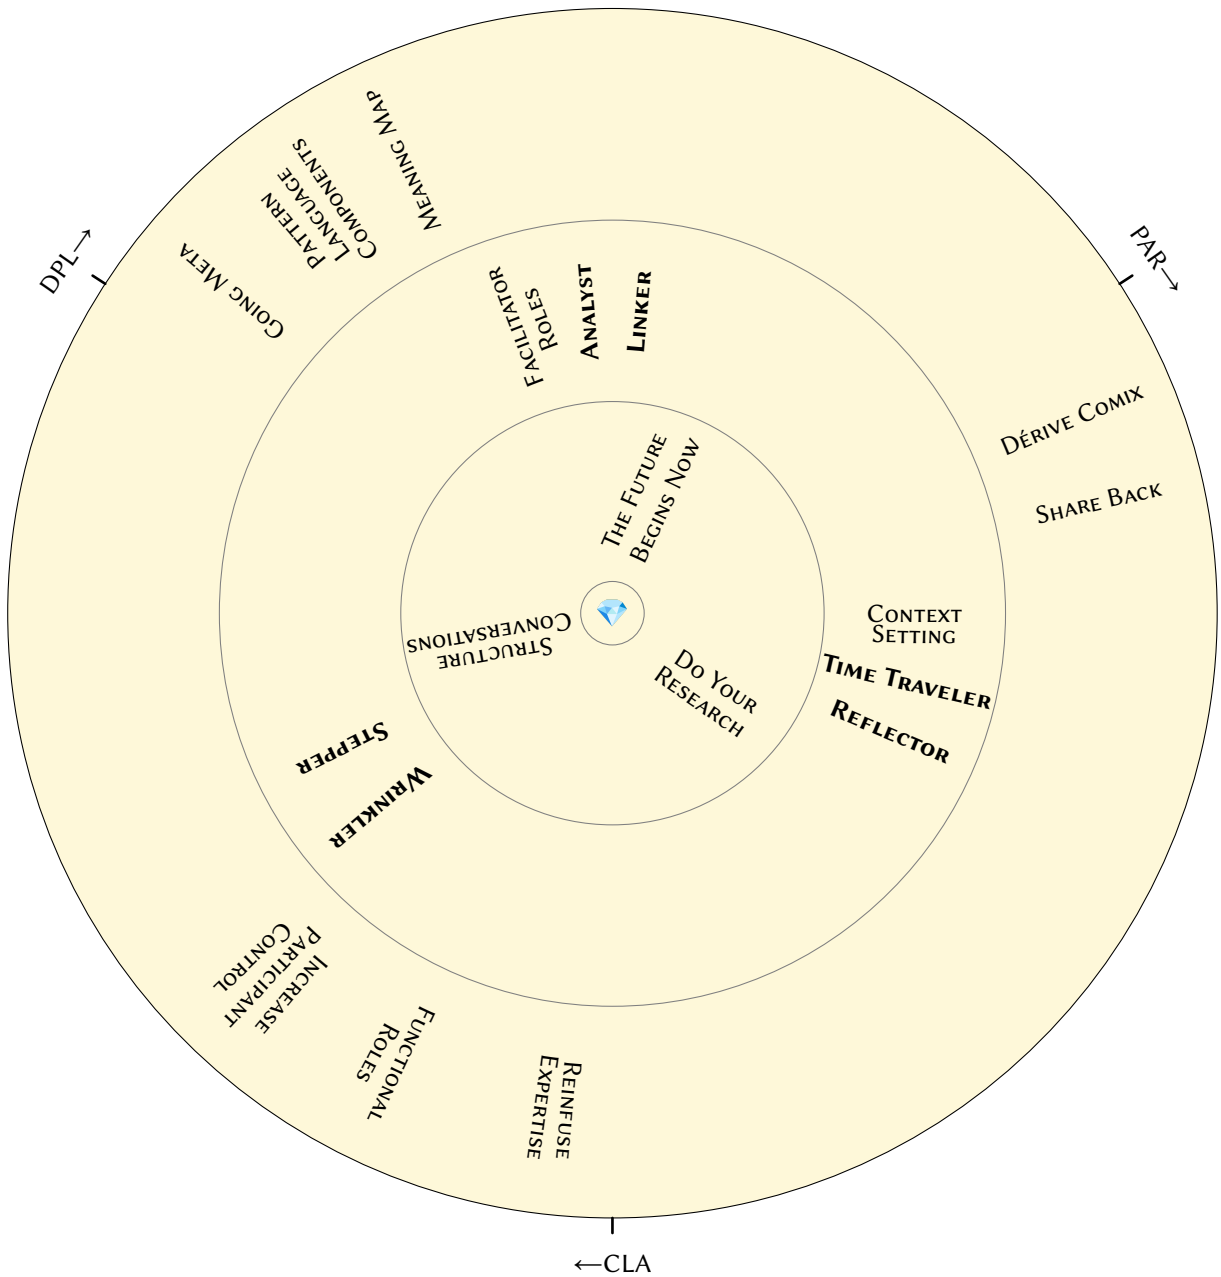 DPL→
PAR→
←CLA
MEANING MAP
PATTERN
LANGUAGE
COMPONENTS
GOING META
FACILITATOR
ROLES
ANALYST
LINKER
DÉRIVE COMIX
SHARE BACK
THE FUTURE
BEGINS NOW
STRUCTURE
CONVERSATIONS
DO YOUR
RESEARCH
CONTEXT
SETTING
TIME TRAVELER
REFLECTOR
STEPPER
WRINKLER
INCREASE
PARTICIPANT
CONTROL
FUNCTIONAL
ROLES
REINFUSE
EXPERTISE